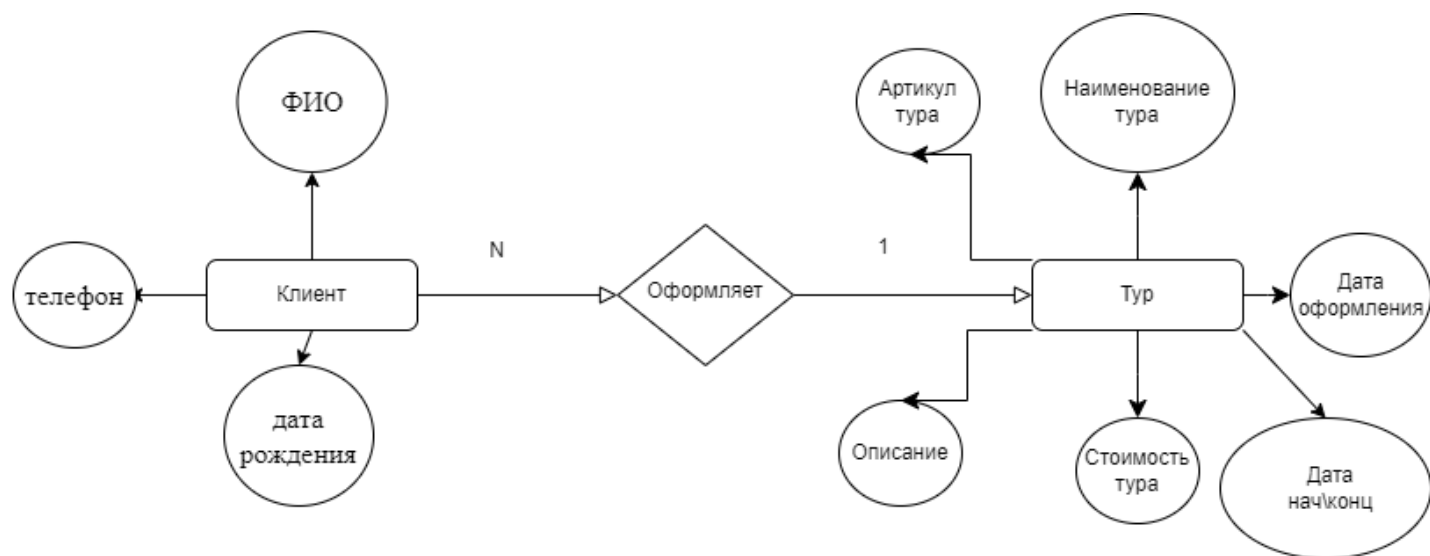 ФИО
Артикул
тура
Наименование
тура
N
1
телефон
Клиент
Оформляет
Тур
Дата
оформления
дата
рождения
Описание
Стоимость
тура
Дата
нач\конц